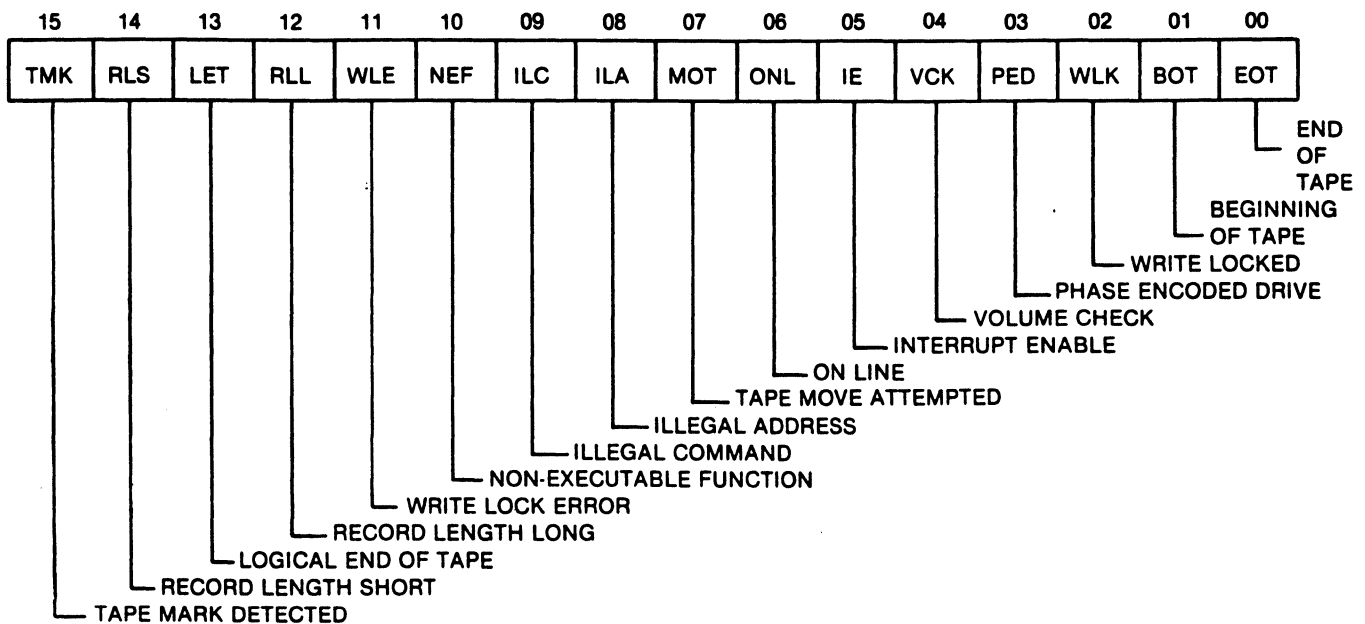 15 14 13 12 11 10 09 08 07 06 05 04 03 02 01 00
TMK RLS LET RLL WLE NEF ILC ILA MOT ONL IE VCK PED WLK BOT EOT
END
OF
TAPE
BEGINNING
OF TAPE
WRITE LOCKED
PHASE ENCODED DRIVE
VOLUME CHECK
INTERRUPT ENABLE
ON LINE
TAPE MOVE ATTEMPTED
ILLEGAL ADDRESS
ILLEGAL COMMAND
NON-EXECUTABLE FUNCTION
WRITE LOCK ERROR
RECORD LENGTH LONG
LOGICAL END OF TAPE
RECORD LENGTH SHORT
TAPE MARK DETECTED